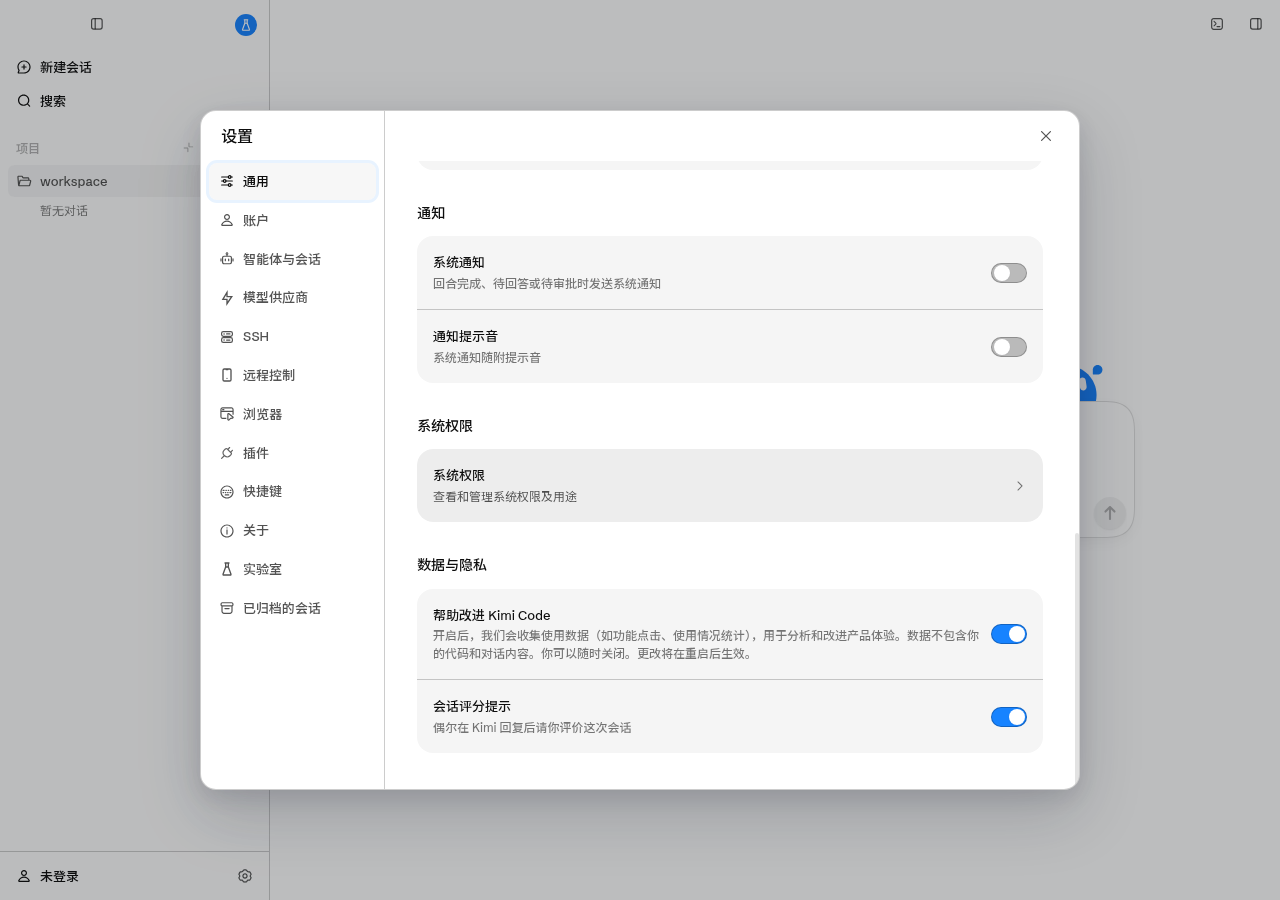 新建会话
搜索
项目
workspace
暂无对话
未登录
设置
通用
账户
智能体与会话
模型供应商
SSH
远程控制
浏览器
插件
快捷键
关于
实验室
已归档的会话
通知
系统通知
回合完成、待回答或待审批时发送系统通知
通知提示音
系统通知随附提示音
系统权限
系统权限
查看和管理系统权限及用途
数据与隐私
帮助改进 Kimi Code
开启后，我们会收集使用数据（如功能点击、使用情况统计），用于分析和改进产品体验。数据不包含你
的代码和对话内容。你可以随时关闭。更改将在重启后生效。
会话评分提示
偶尔在 Kimi 回复后请你评价这次会话